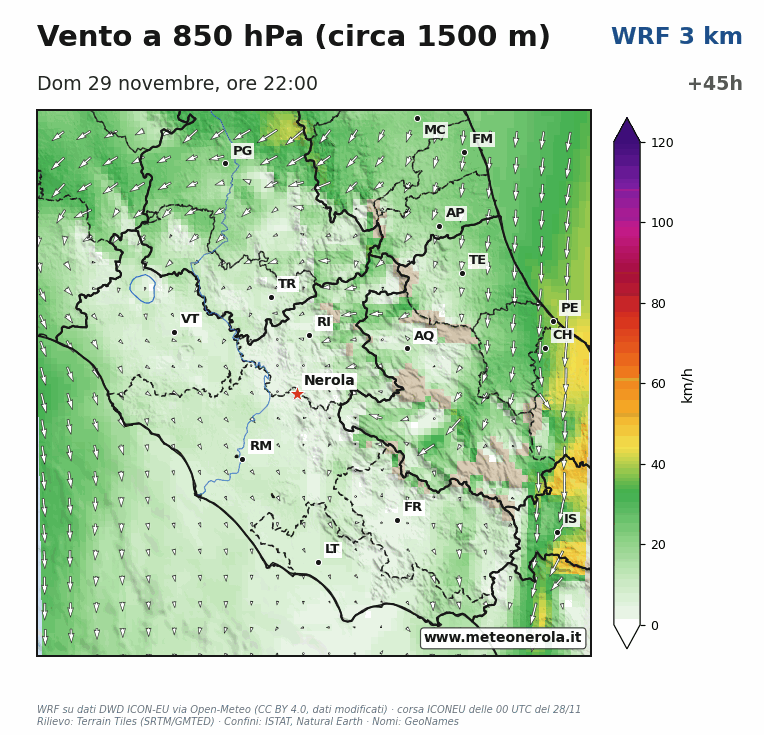 Vento a 850 hPa (circa 1500 m)
WRF 3 km
Dom 29 novembre, ore 22:00
+45h
MC
FM
PG
AP
TE
TR
PE
VT
RI
CH
AQ
Nerola
RM
FR
IS
LT
www.meteonerola.it
120
100
80
60
40
20
0
km/h
WRF su dati DWD ICON-EU via Open-Meteo (CC BY 4.0, dati modificati) · corsa ICONEU delle 00 UTC del 28/11
Rilievo: Terrain Tiles (SRTM/GMTED) · Confini: ISTAT, Natural Earth · Nomi: GeoNames